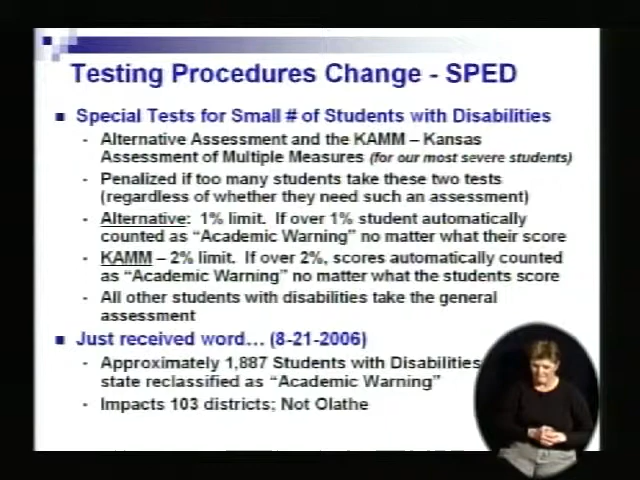 Testing Procedures Change - SPED
Special Tests for Small # of Students with Disabilities
- Alternative Assessment and the KAMM – Kansas
Assessment of Multiple Measures (for our most severe students)
- Penalized if too many students take these two tests
(regardless of whether they need such an assessment)
- Alternative: 1% limit. If over 1% student automatically
counted as “Academic Warning” no matter what their score
- KAMM – 2% limit. If over 2%, scores automatically counted
as “Academic Warning” no matter what the students score
- All other students with disabilities take the general
assessment
Just received word… (8-21-2006)
- Approximately 1,887 Students with Disabilities
state reclassified as “Academic Warning”
- Impacts 103 districts; Not Olathe